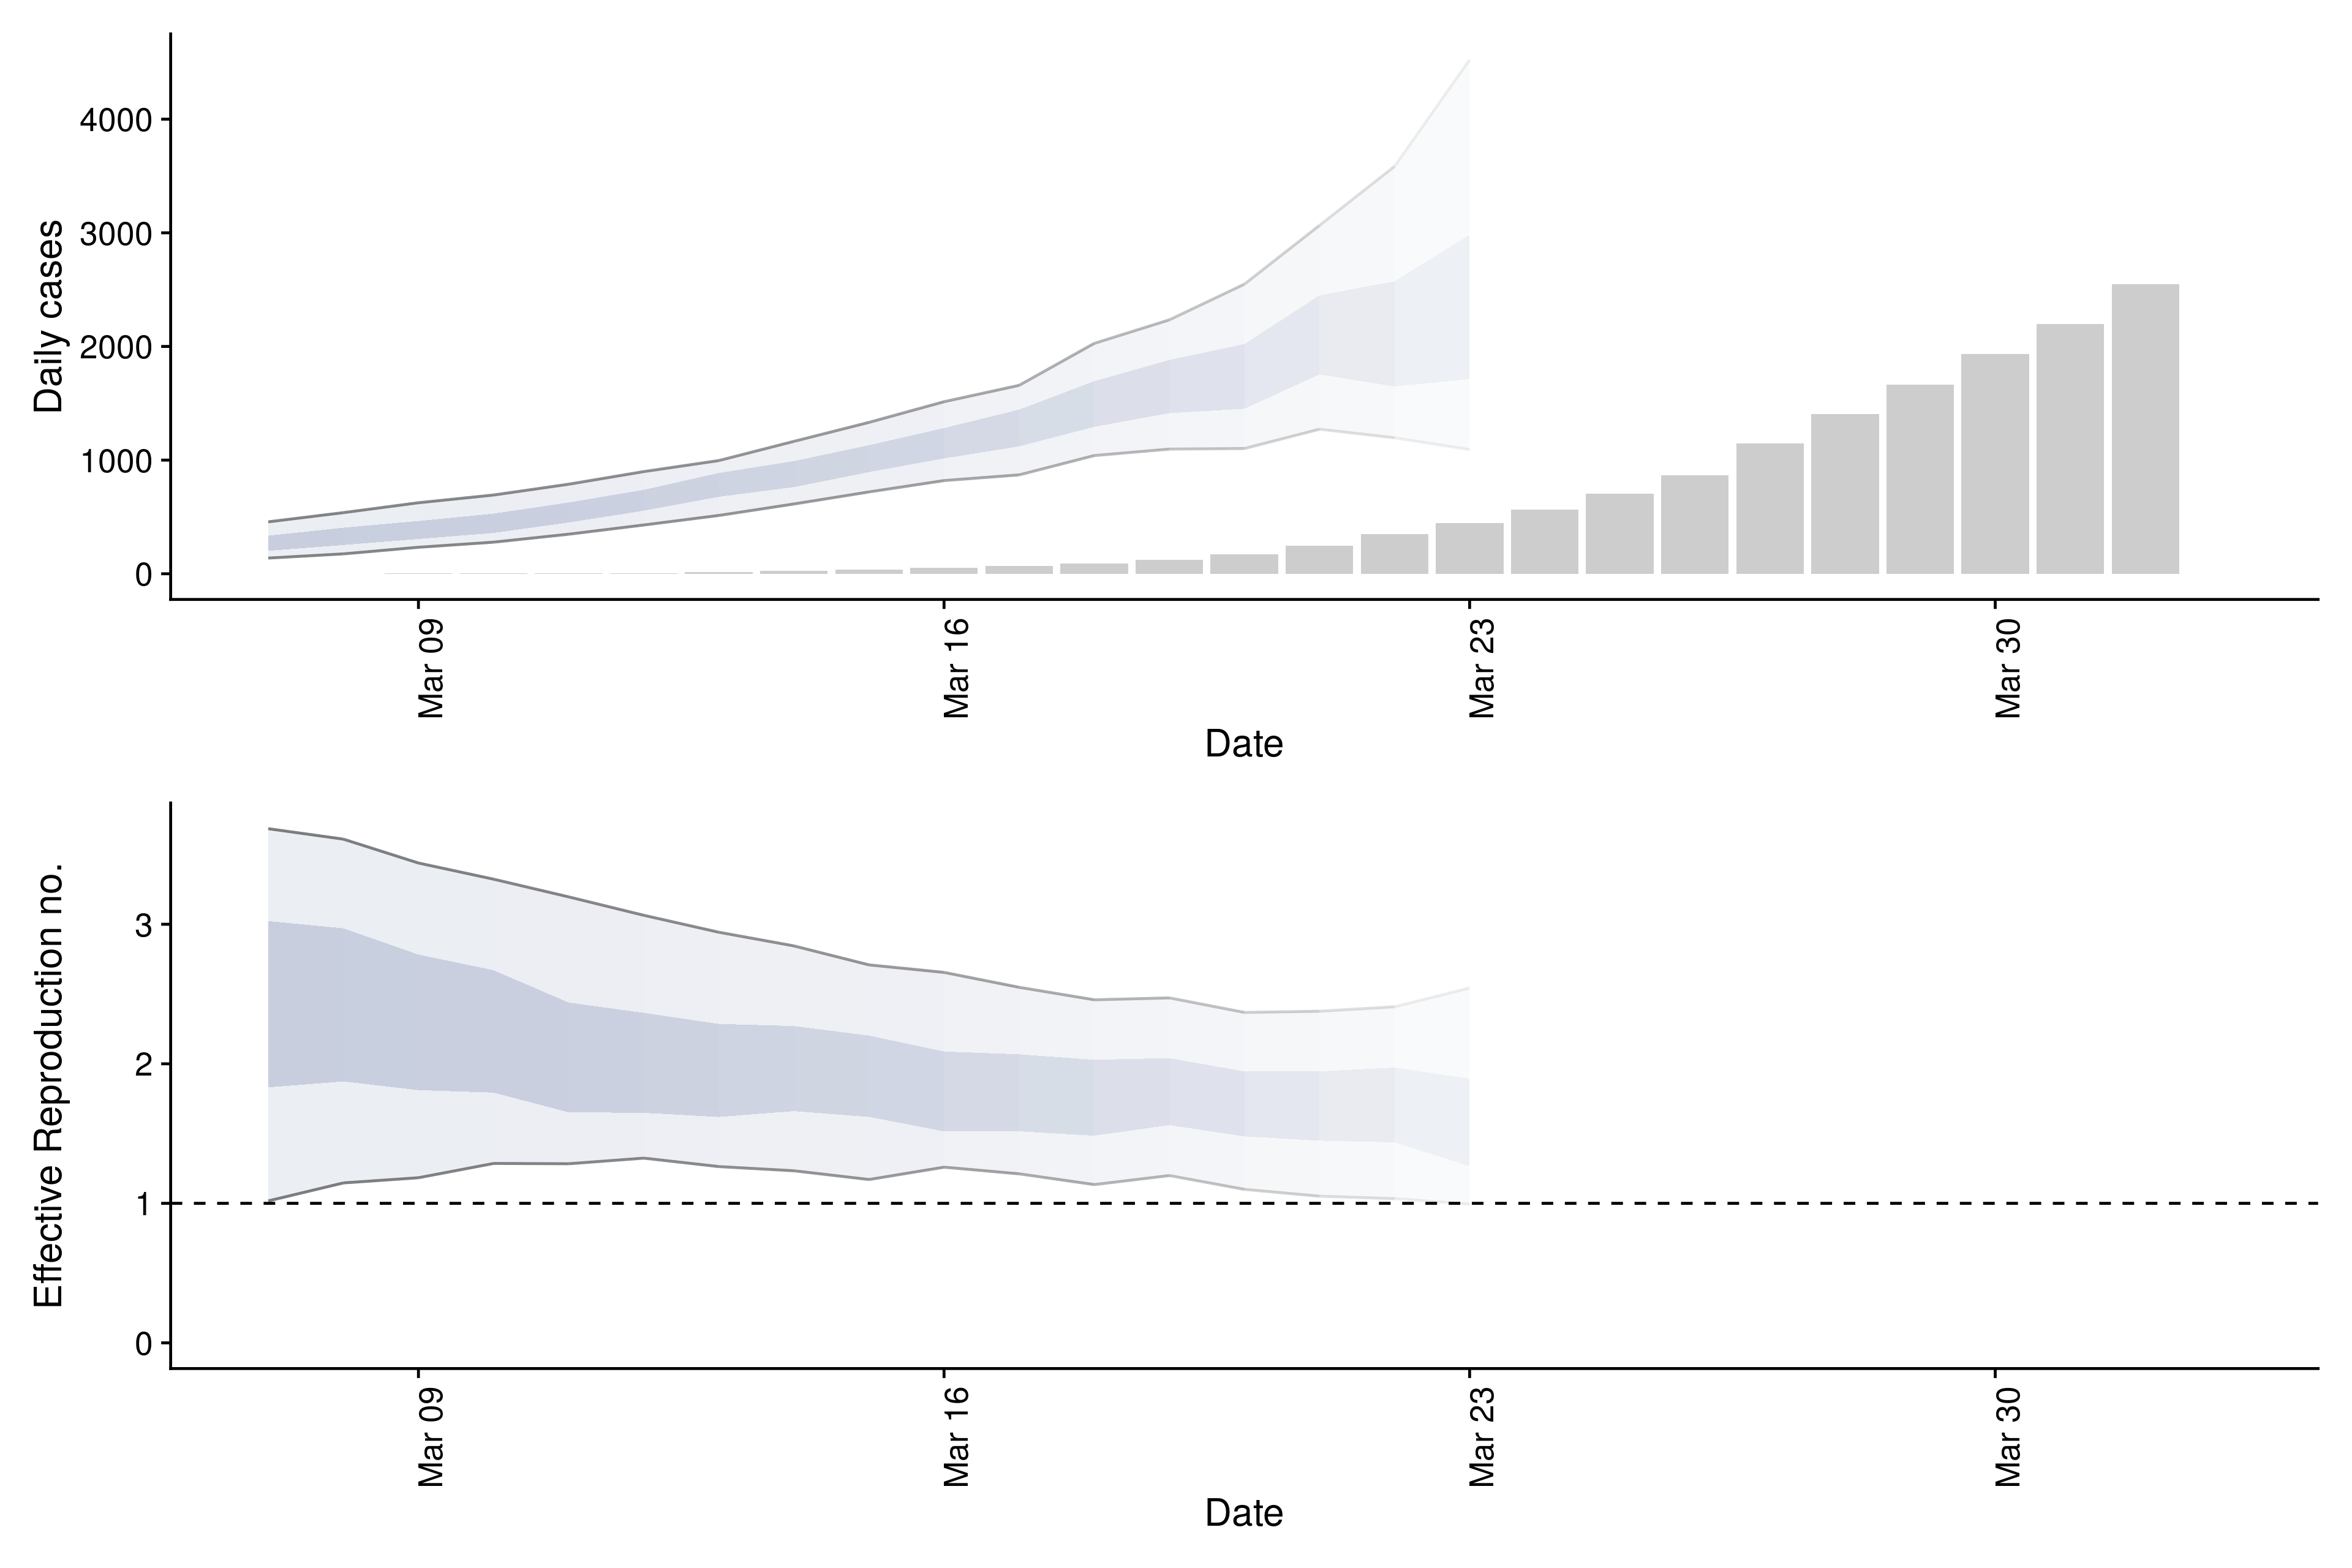 Daily cases
4000
3000
2000
1000
0
Mar 09
Mar 16
Mar 23
Mar 30
Date
Effective Reproduction no.
3
2
1
0
Mar 09
Mar 16
Mar 23
Mar 30
Date